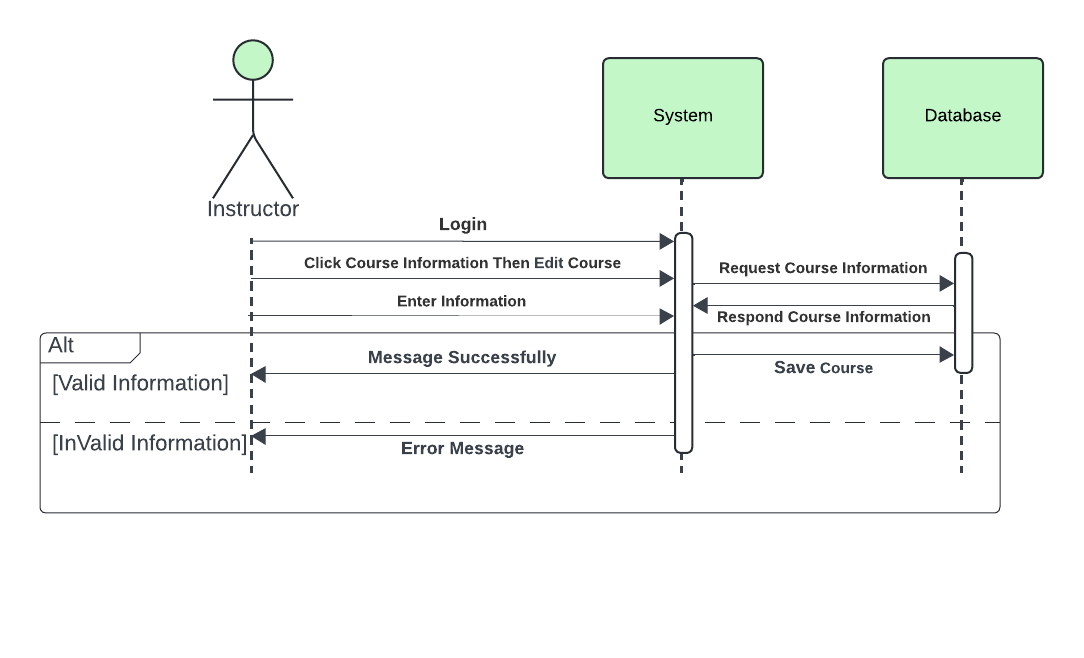 System
Database
Instructor
Login
Click Course Information Then Edit Course
Request Course Information
Enter Information
Respond Course Information
Alt
Message Successfully
Save Course
[Valid Information]
[InValid Information]
Error Message